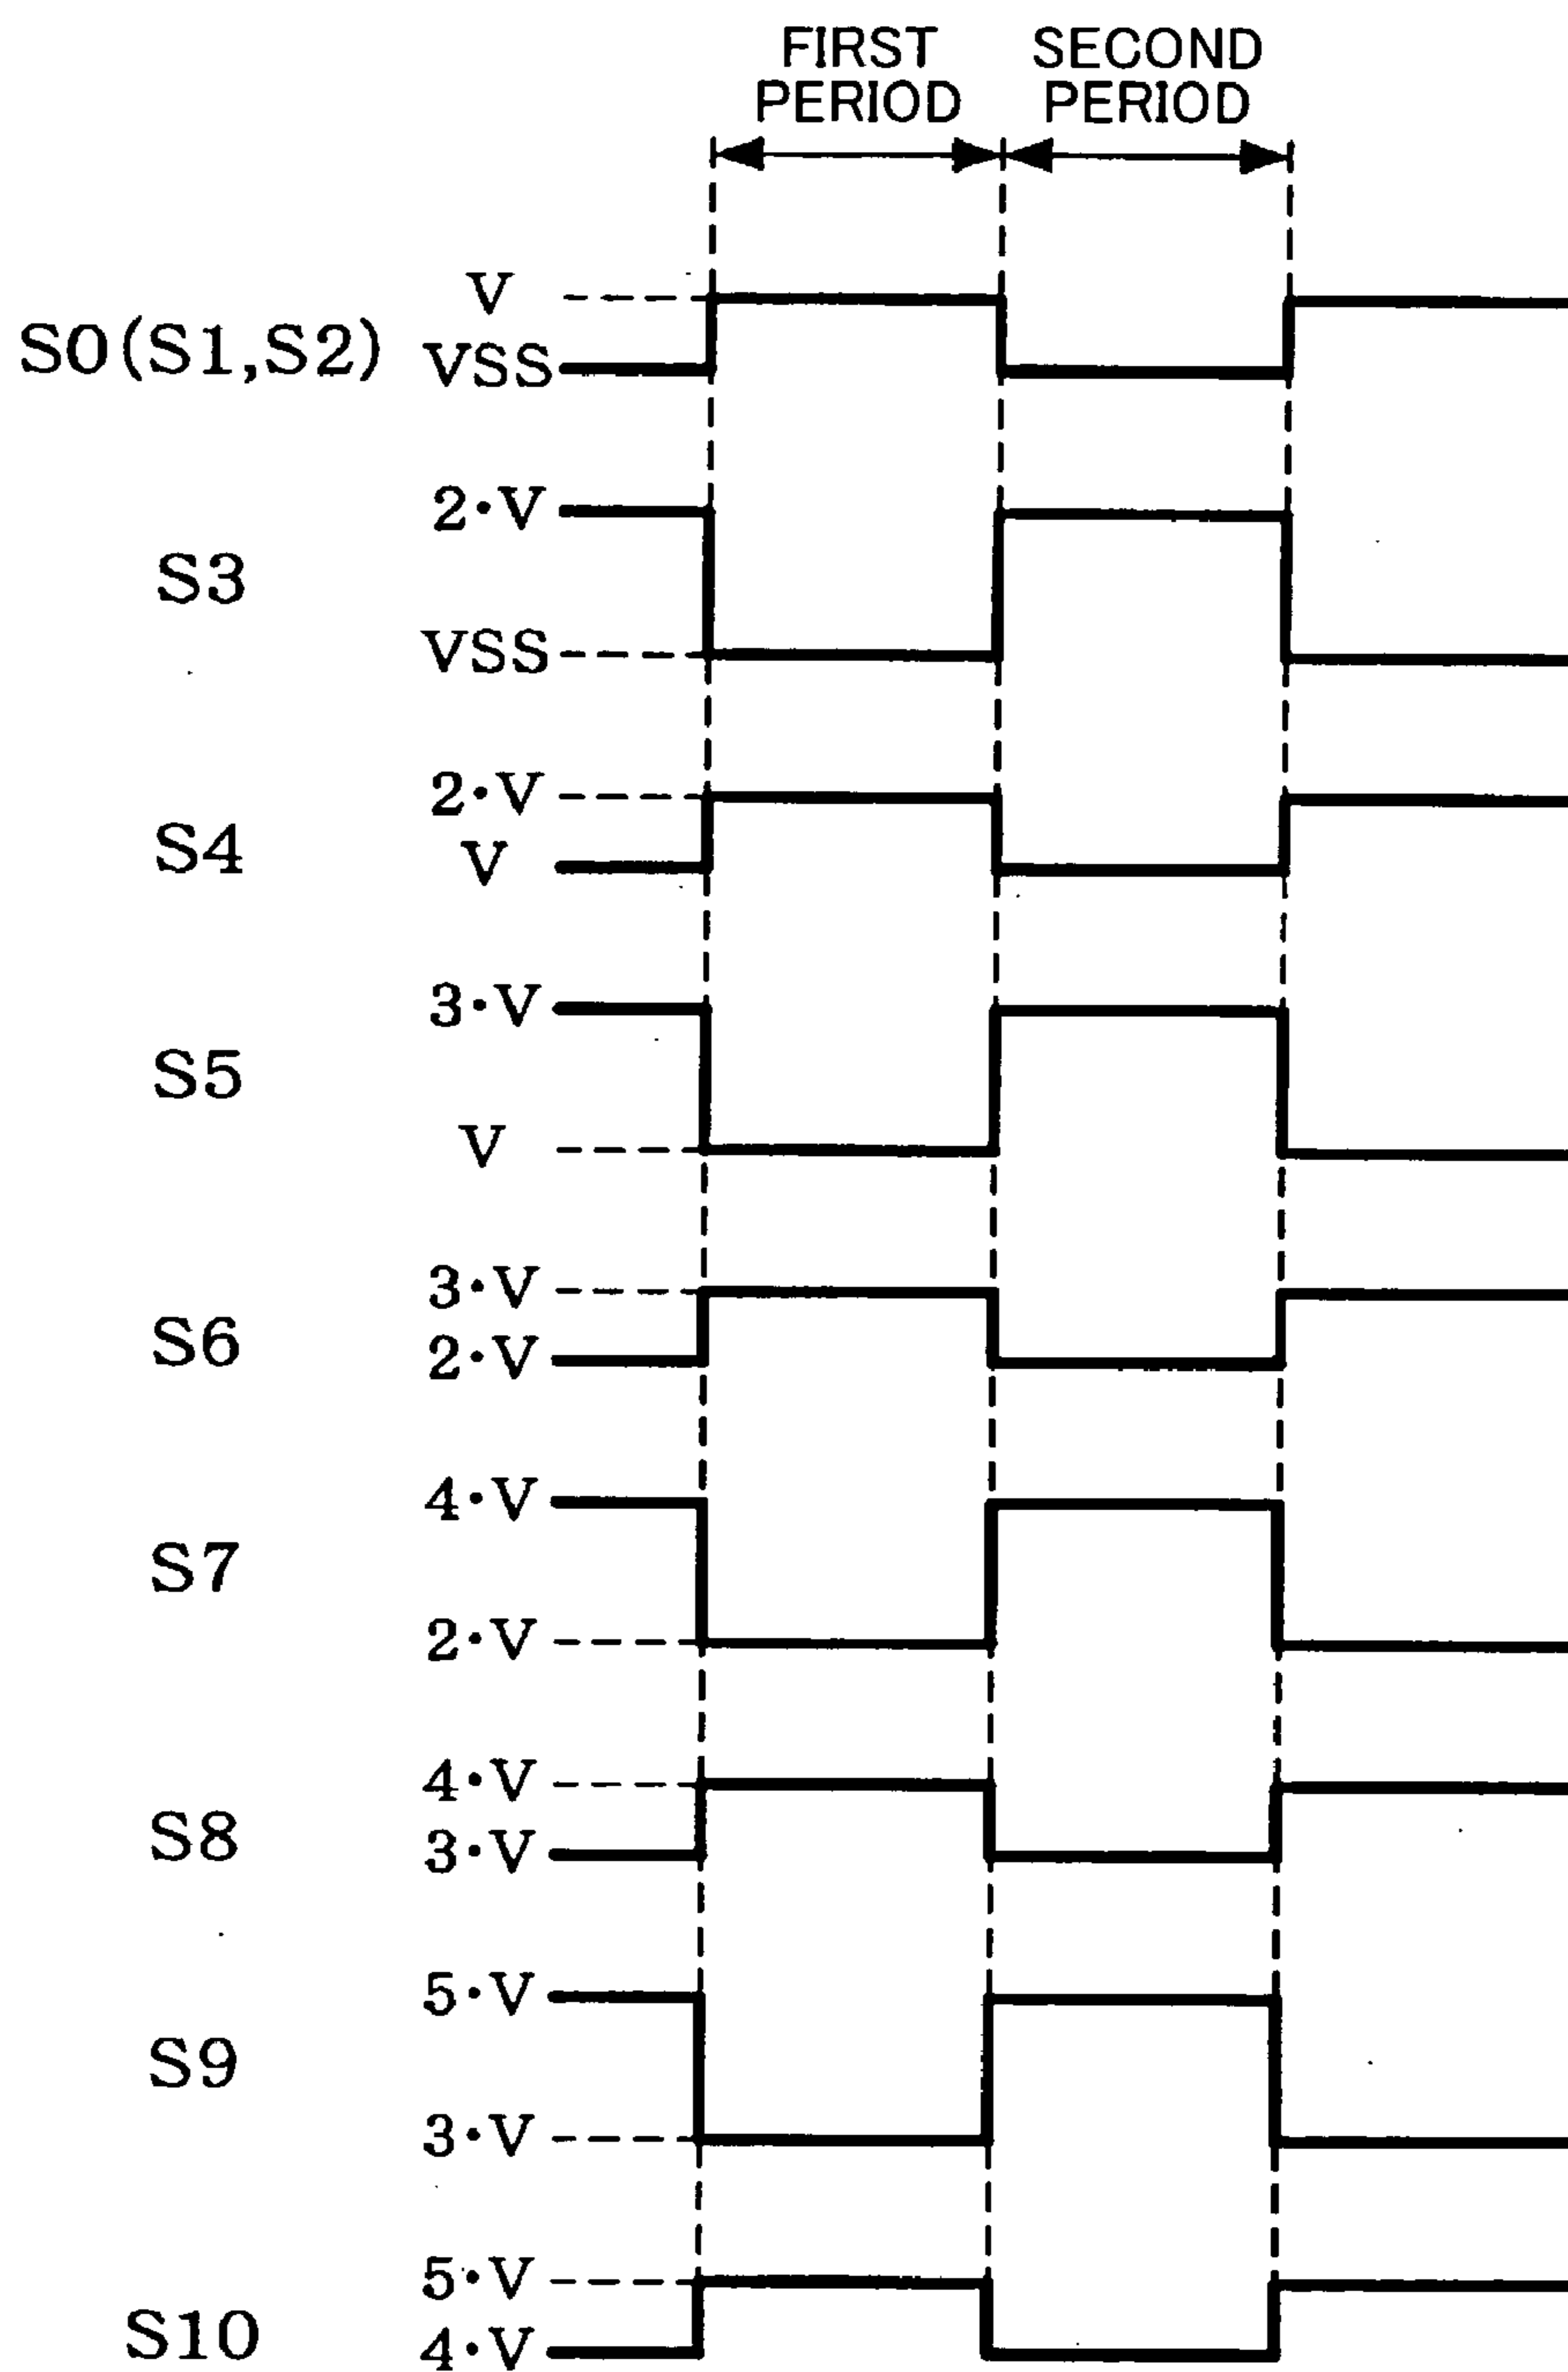 FIRST PERIOD
SECOND PERIOD
V
S0(S1,S2)
VSS
2·V
S3
VSS
2·V
S4
V
3·V
S5
V
3·V
S6
2·V
4·V
S7
2·V
4·V
S8
3·V
5·V
S9
3·V
5·V
S10
4·V